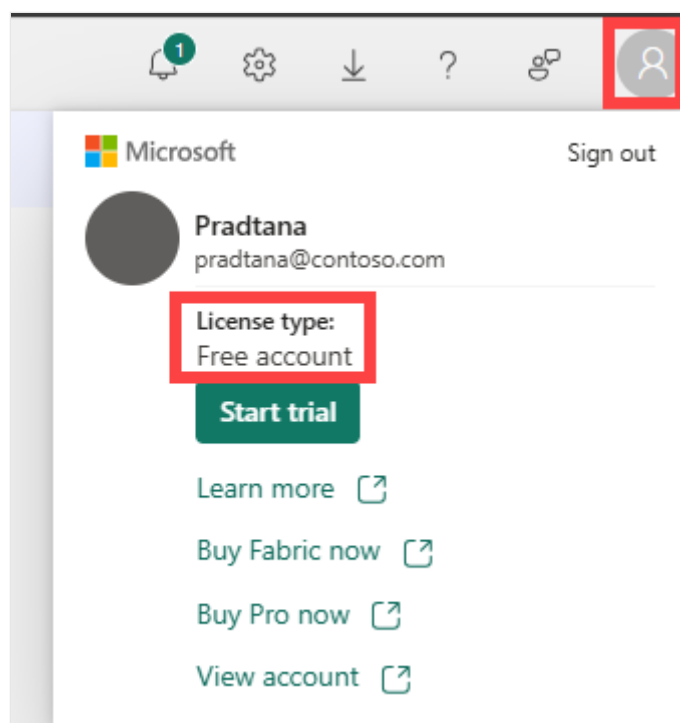 1
?
Microsoft
Sign out
Pradtana
pradtana@contoso.com
License type:
Free account
Start trial
Learn more
Buy Fabric now
Buy Pro now
View account